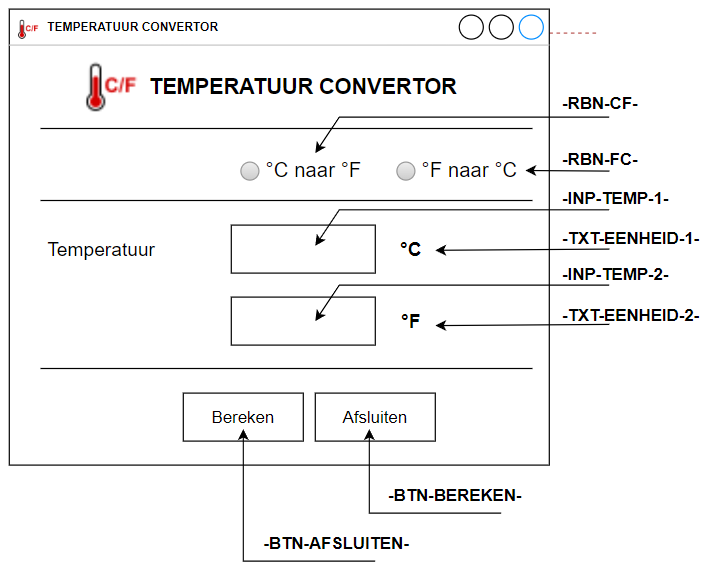 C/F TEMPERATUUR CONVERTOR
C/F TEMPERATUUR CONVERTOR
-RBN-CF-
°C naar °F °F naar °C -RBN-FC-
-INP-TEMP-1-
Temperatuur °C -TXT-EENHEID-1-
-INP-TEMP-2-
°F -TXT-EENHEID-2-
Bereken Afsluiten
-BTN-BEREKEN-
-BTN-AFSLUITEN-